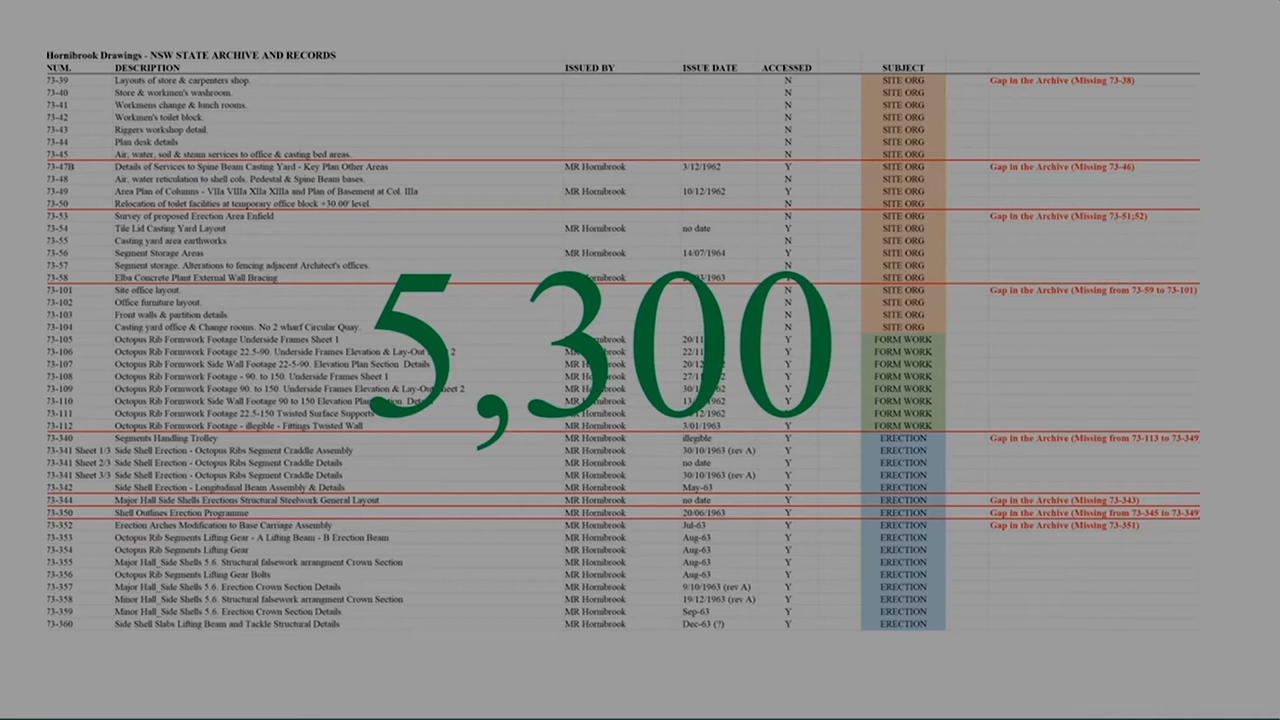 Hornibrook Drawings - NSW STATE ARCHIVE AND RECORDS
NUM. DESCRIPTION ISSUED BY ISSUE DATE ACCESSED SUBJECT
73-39 Layouts of store & carpenters shop. N SITE ORG Gap in the Archive (Missing 73-38)
73-40 Store & workmen's washroom. N SITE ORG
73-41 Workmens change & lunch rooms. N SITE ORG
73-42 Workmen's toilet block. N SITE ORG
73-43 Riggers workshop detail. N SITE ORG
73-44 Plan desk details N SITE ORG
73-45 Air, water, soil & steam services to office & casting bed areas. N SITE ORG
73-47B Details of Services to Spine Beam Casting Yard - Key Plan Other Areas MR Hornibrook 3/12/1962 Y SITE ORG Gap in the Archive (Missing 73-46)
73-48 Air, water reticulation to shell cols. Pedestal & Spine Beam bases. N SITE ORG
73-49 Area Plan of Columns - VIIa VIIIa XIIa XIIIa and Plan of Basement at Col. IIIa MR Hornibrook 10/12/1962 Y SITE ORG
73-50 Relocation of toilet facilities at temporary office block +30.00' level. N SITE ORG
73-53 Survey of proposed Erection Area Enfield N SITE ORG Gap in the Archive (Missing 73-51;52)
73-54 Tile Lid Casting Yard Layout MR Hornibrook no date Y SITE ORG
73-55 Casting yard area earthworks N SITE ORG
73-56 Segment Storage Areas MR Hornibrook 14/07/1964 Y SITE ORG
73-57 Segment storage. Alterations to fencing adjacent Architect's offices. N SITE ORG
73-58 Elba Concrete Plant External Wall Bracing Y SITE ORG
73-101 Site office layout. N SITE ORG Gap in the Archive (Missing from 73-59 to 73-101)
73-102 Office furniture layout. N SITE ORG
73-103 Front walls & partition details N SITE ORG
73-104 Casting yard office & Change rooms. No 2 wharf Circular Quay. N SITE ORG
5,300
73-105 Octopus Rib Formwork Footage Underside Frames Sheet 1 Y FORM WORK
73-106 Octopus Rib Formwork Footage 22.5-90. Underside Frames Elevation & Lay-Out 2 Y FORM WORK
73-107 Octopus Rib Formwork Side Wall Footage 22-5-90. Elevation Plan Section Details Y FORM WORK
73-108 Octopus Rib Formwork Footage - 90. to 150. Underside Frames Sheet 1 Y FORM WORK
73-109 Octopus Rib Formwork Footage 90. to 150. Underside Frames Elevation & Y FORM WORK
73-110 Octopus Rib Formwork Side Wall Footage 90 to 150 Elevation Y FORM WORK
73-111 Octopus Rib Formwork Footage 22.5-150 Twisted Surface Supports Y FORM WORK
73-112 Octopus Rib Formwork Footage - illegible - Fittings Twisted Wall MR Hornibrook 3/01/1963 Y FORM WORK
73-340 Segments Handling Trolley MR Hornibrook illegible Y ERECTION Gap in the Archive (Missing from 73-113 to 73-349
73-341 Sheet 1/3 Side Shell Erection - Octopus Ribs Segment Craddle Assembly MR Hornibrook 30/10/1963 (rev A) Y ERECTION
73-341 Sheet 2/3 Side Shell Erection - Octopus Ribs Segment Craddle Details MR Hornibrook no date Y ERECTION
73-341 Sheet 3/3 Side Shell Erection - Octopus Ribs Segment Craddle Details MR Hornibrook 30/10/1963 (rev A) Y ERECTION
73-342 Side Shell Erection - Longitudinal Beam Assembly & Details MR Hornibrook May-63 Y ERECTION
73-344 Major Hall Side Shells Erections Structural Steelwork General Layout MR Hornibrook no date Y ERECTION Gap in the Archive (Missing 73-343)
73-350 Shell Outlines Erection Programme MR Hornibrook 20/06/1963 Y ERECTION Gap in the Archive (Missing from 73-345 to 73-349
73-352 Erection Arches Modification to Base Carriage Assembly MR Hornibrook Jul-63 Y ERECTION Gap in the Archive (Missing 73-351)
73-353 Octopus Rib Segments Lifting Gear - A Lifting Beam - B Erection Beam MR Hornibrook Aug-63 Y ERECTION
73-354 Octopus Rib Segments Lifting Gear MR Hornibrook Aug-63 Y ERECTION
73-355 Major Hall_Side Shells 5.6. Structural falsework arrangment Crown Section MR Hornibrook Aug-63 Y ERECTION
73-356 Octopus Rib Segments Lifting Gear Bolts MR Hornibrook Aug-63 Y ERECTION
73-357 Major Hall_Side Shells 5.6. Erection Crown Section Details MR Hornibrook 9/10/1963 (rev A) Y ERECTION
73-358 Minor Hall_Side Shells 5.6. Structural falsework arrangment Crown Section MR Hornibrook 19/12/1963 (rev A) Y ERECTION
73-359 Minor Hall_Side Shells 5.6. Erection Crown Section Details MR Hornibrook Sep-63 Y ERECTION
73-360 Side Shell Slabs Lifting Beam and Tackle Structural Details MR Hornibrook Dec-63 (?) Y ERECTION